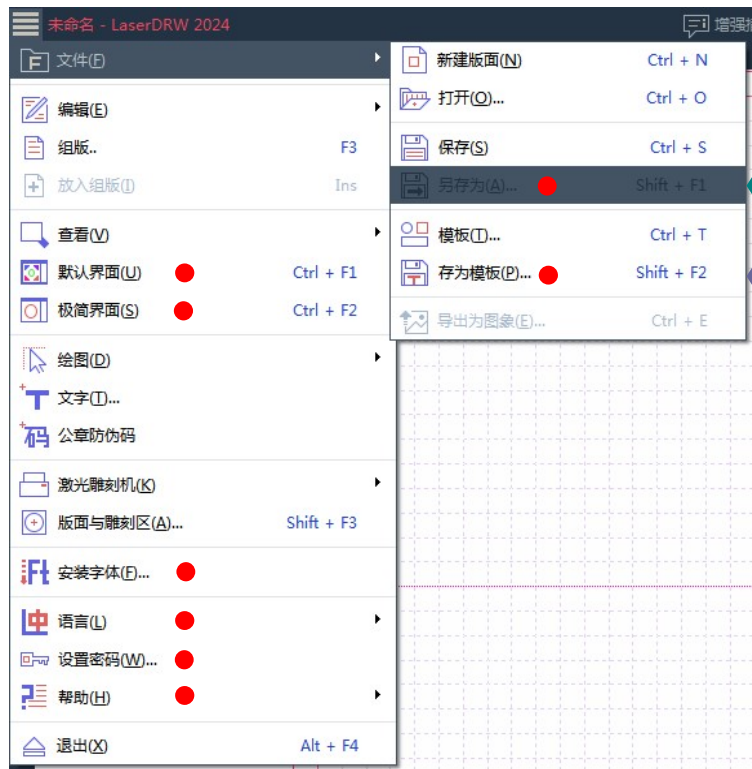 未命名 - LaserDRW 2024
文件(F)
编辑(E)
组版.. F3
放入组版(I) Ins
查看(V)
默认界面(U) Ctrl + F1
极简界面(S) Ctrl + F2
绘图(D)
文字(T)...
公章防伪码
激光雕刻机(K)
版面与雕刻区(A)... Shift + F3
安装字体(F)...
语言(L)
设置密码(W)...
帮助(H)
退出(X) Alt + F4
新建版面(N) Ctrl + N
打开(O)... Ctrl + O
保存(S) Ctrl + S
另存为(A)... Shift + F1
模板(T)... Ctrl + T
存为模板(P)... Shift + F2
导出为图象(E)... Ctrl + E
增强